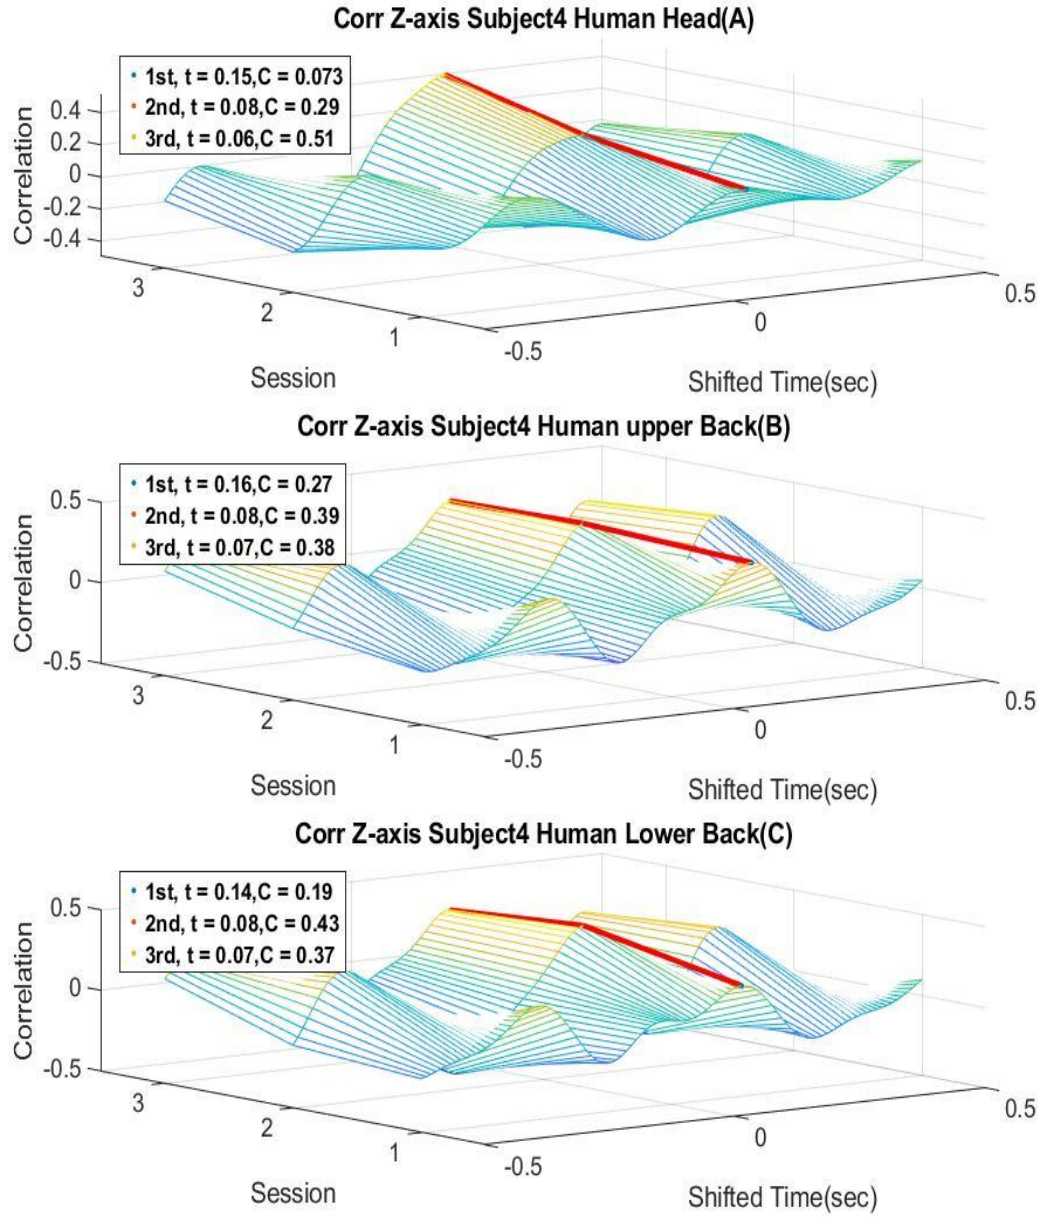 Corr Z-axis Subject4 Human Head(A)
1st, t = 0.15,C = 0.073
2nd, t = 0.08,C = 0.29
3rd, t = 0.06,C = 0.51
Correlation
0.4
0.2
0
-0.2
-0.4
3
2
1
-0.5
0
0.5
Session
Shifted Time(sec)
Corr Z-axis Subject4 Human upper Back(B)
1st, t = 0.16,C = 0.27
2nd, t = 0.08,C = 0.39
3rd, t = 0.07,C = 0.38
Correlation
0.5
0
-0.5
3
2
1
-0.5
0
0.5
Session
Shifted Time(sec)
Corr Z-axis Subject4 Human Lower Back(C)
1st, t = 0.14,C = 0.19
2nd, t = 0.08,C = 0.43
3rd, t = 0.07,C = 0.37
Correlation
0.5
0
-0.5
3
2
1
-0.5
0
0.5
Session
Shifted Time(sec)